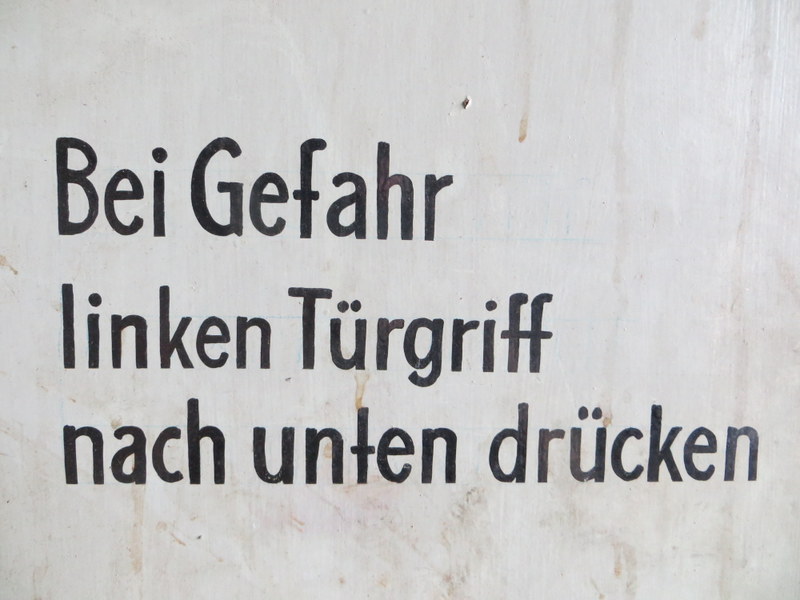 Bei Gefahr
linken Türgriff
nach unten drücken